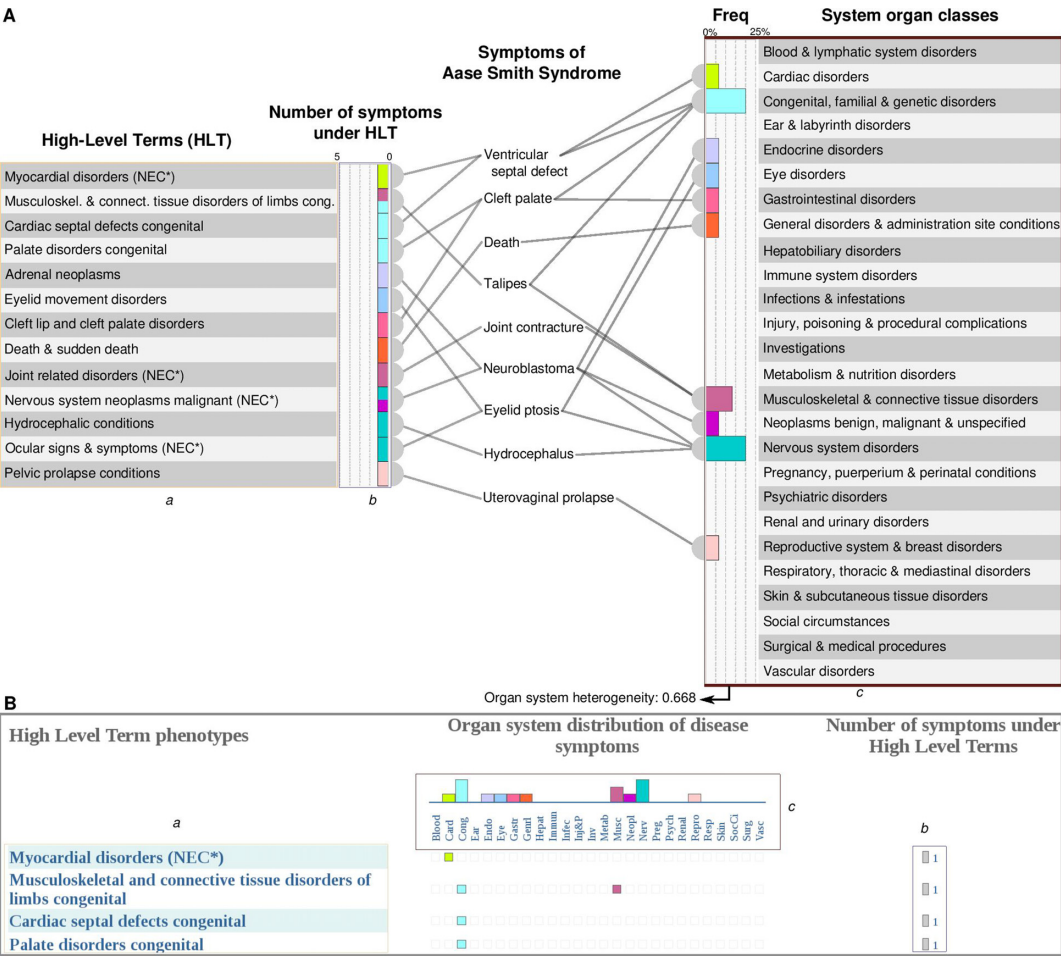 A
Freq
System organ classes
0%
25%
Symptoms of
Aase Smith Syndrome
Number of symptoms
under HLT
High-Level Terms (HLT)
5
0
Myocardial disorders (NEC*)
Musculoskel. & connect. tissue disorders of limbs cong.
Cardiac septal defects congenital
Palate disorders congenital
Adrenal neoplasms
Eyelid movement disorders
Cleft lip and cleft palate disorders
Death & sudden death
Joint related disorders (NEC*)
Nervous system neoplasms malignant (NEC*)
Hydrocephalic conditions
Ocular signs & symptoms (NEC*)
Pelvic prolapse conditions
a
b
Ventricular
septal defect
Cleft palate
Death
Talipes
Joint contracture
Neuroblastoma
Eyelid ptosis
Hydrocephalus
Uterovaginal prolapse
Blood & lymphatic system disorders
Cardiac disorders
Congenital, familial & genetic disorders
Ear & labyrinth disorders
Endocrine disorders
Eye disorders
Gastrointestinal disorders
General disorders & administration site conditions
Hepatobiliary disorders
Immune system disorders
Infections & infestations
Injury, poisoning & procedural complications
Investigations
Metabolism & nutrition disorders
Musculoskeletal & connective tissue disorders
Neoplasms benign, malignant & unspecified
Nervous system disorders
Pregnancy, puerperium & perinatal conditions
Psychiatric disorders
Renal and urinary disorders
Reproductive system & breast disorders
Respiratory, thoracic & mediastinal disorders
Skin & subcutaneous tissue disorders
Social circumstances
Surgical & medical procedures
Vascular disorders
Organ system heterogeneity: 0.668
c
B
High Level Term phenotypes
Organ system distribution of disease
symptoms
Number of symptoms under
High Level Terms
a
c
b
Blood
Card
Cong
Ear
Endo
Eye
Gastr
Genrl
Hepat
Immun
Infec
Inj&P
Inv
Metab
Musc
Neopl
Nerv
Preg
Psych
Renal
Repro
Resp
Skin
SocCi
Surg
Vasc
Myocardial disorders (NEC*)
1
Musculoskeletal and connective tissue disorders of
limbs congenital
1
Cardiac septal defects congenital
1
Palate disorders congenital
1